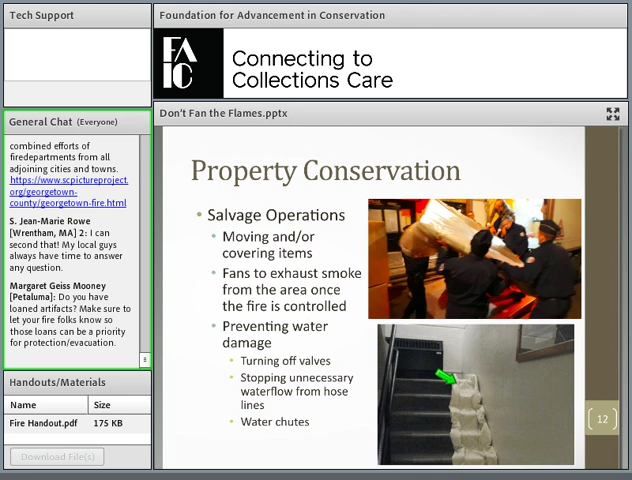 Tech Support
Foundation for Advancement in Conservation
FA
IC
Connecting to
Collections Care
General Chat (Everyone)
combined efforts of
firedepartments from all
adjoining cities and towns.
https://www.scpictureproject.
org/georgetown-
county/georgetown-fire.html
S. Jean-Marie Rowe
[Wrentham, MA] 2: I can
second that! My local guys
always have time to answer
any question.
Margaret Geiss Mooney
[Petaluma]: Do you have
loaned artifacts? Make sure to
let your fire folks know so
those loans can be a priority
for protection/evacuation.
Handouts/Materials
Name Size
Fire Handout.pdf 175 KB
Download File(s)
Don't Fan the Flames.pptx
Property Conservation
• Salvage Operations
• Moving and/or
covering items
• Fans to exhaust smoke
from the area once
the fire is controlled
• Preventing water
damage
• Turning off valves
• Stopping unnecessary
waterflow from hose
lines
• Water chutes
12